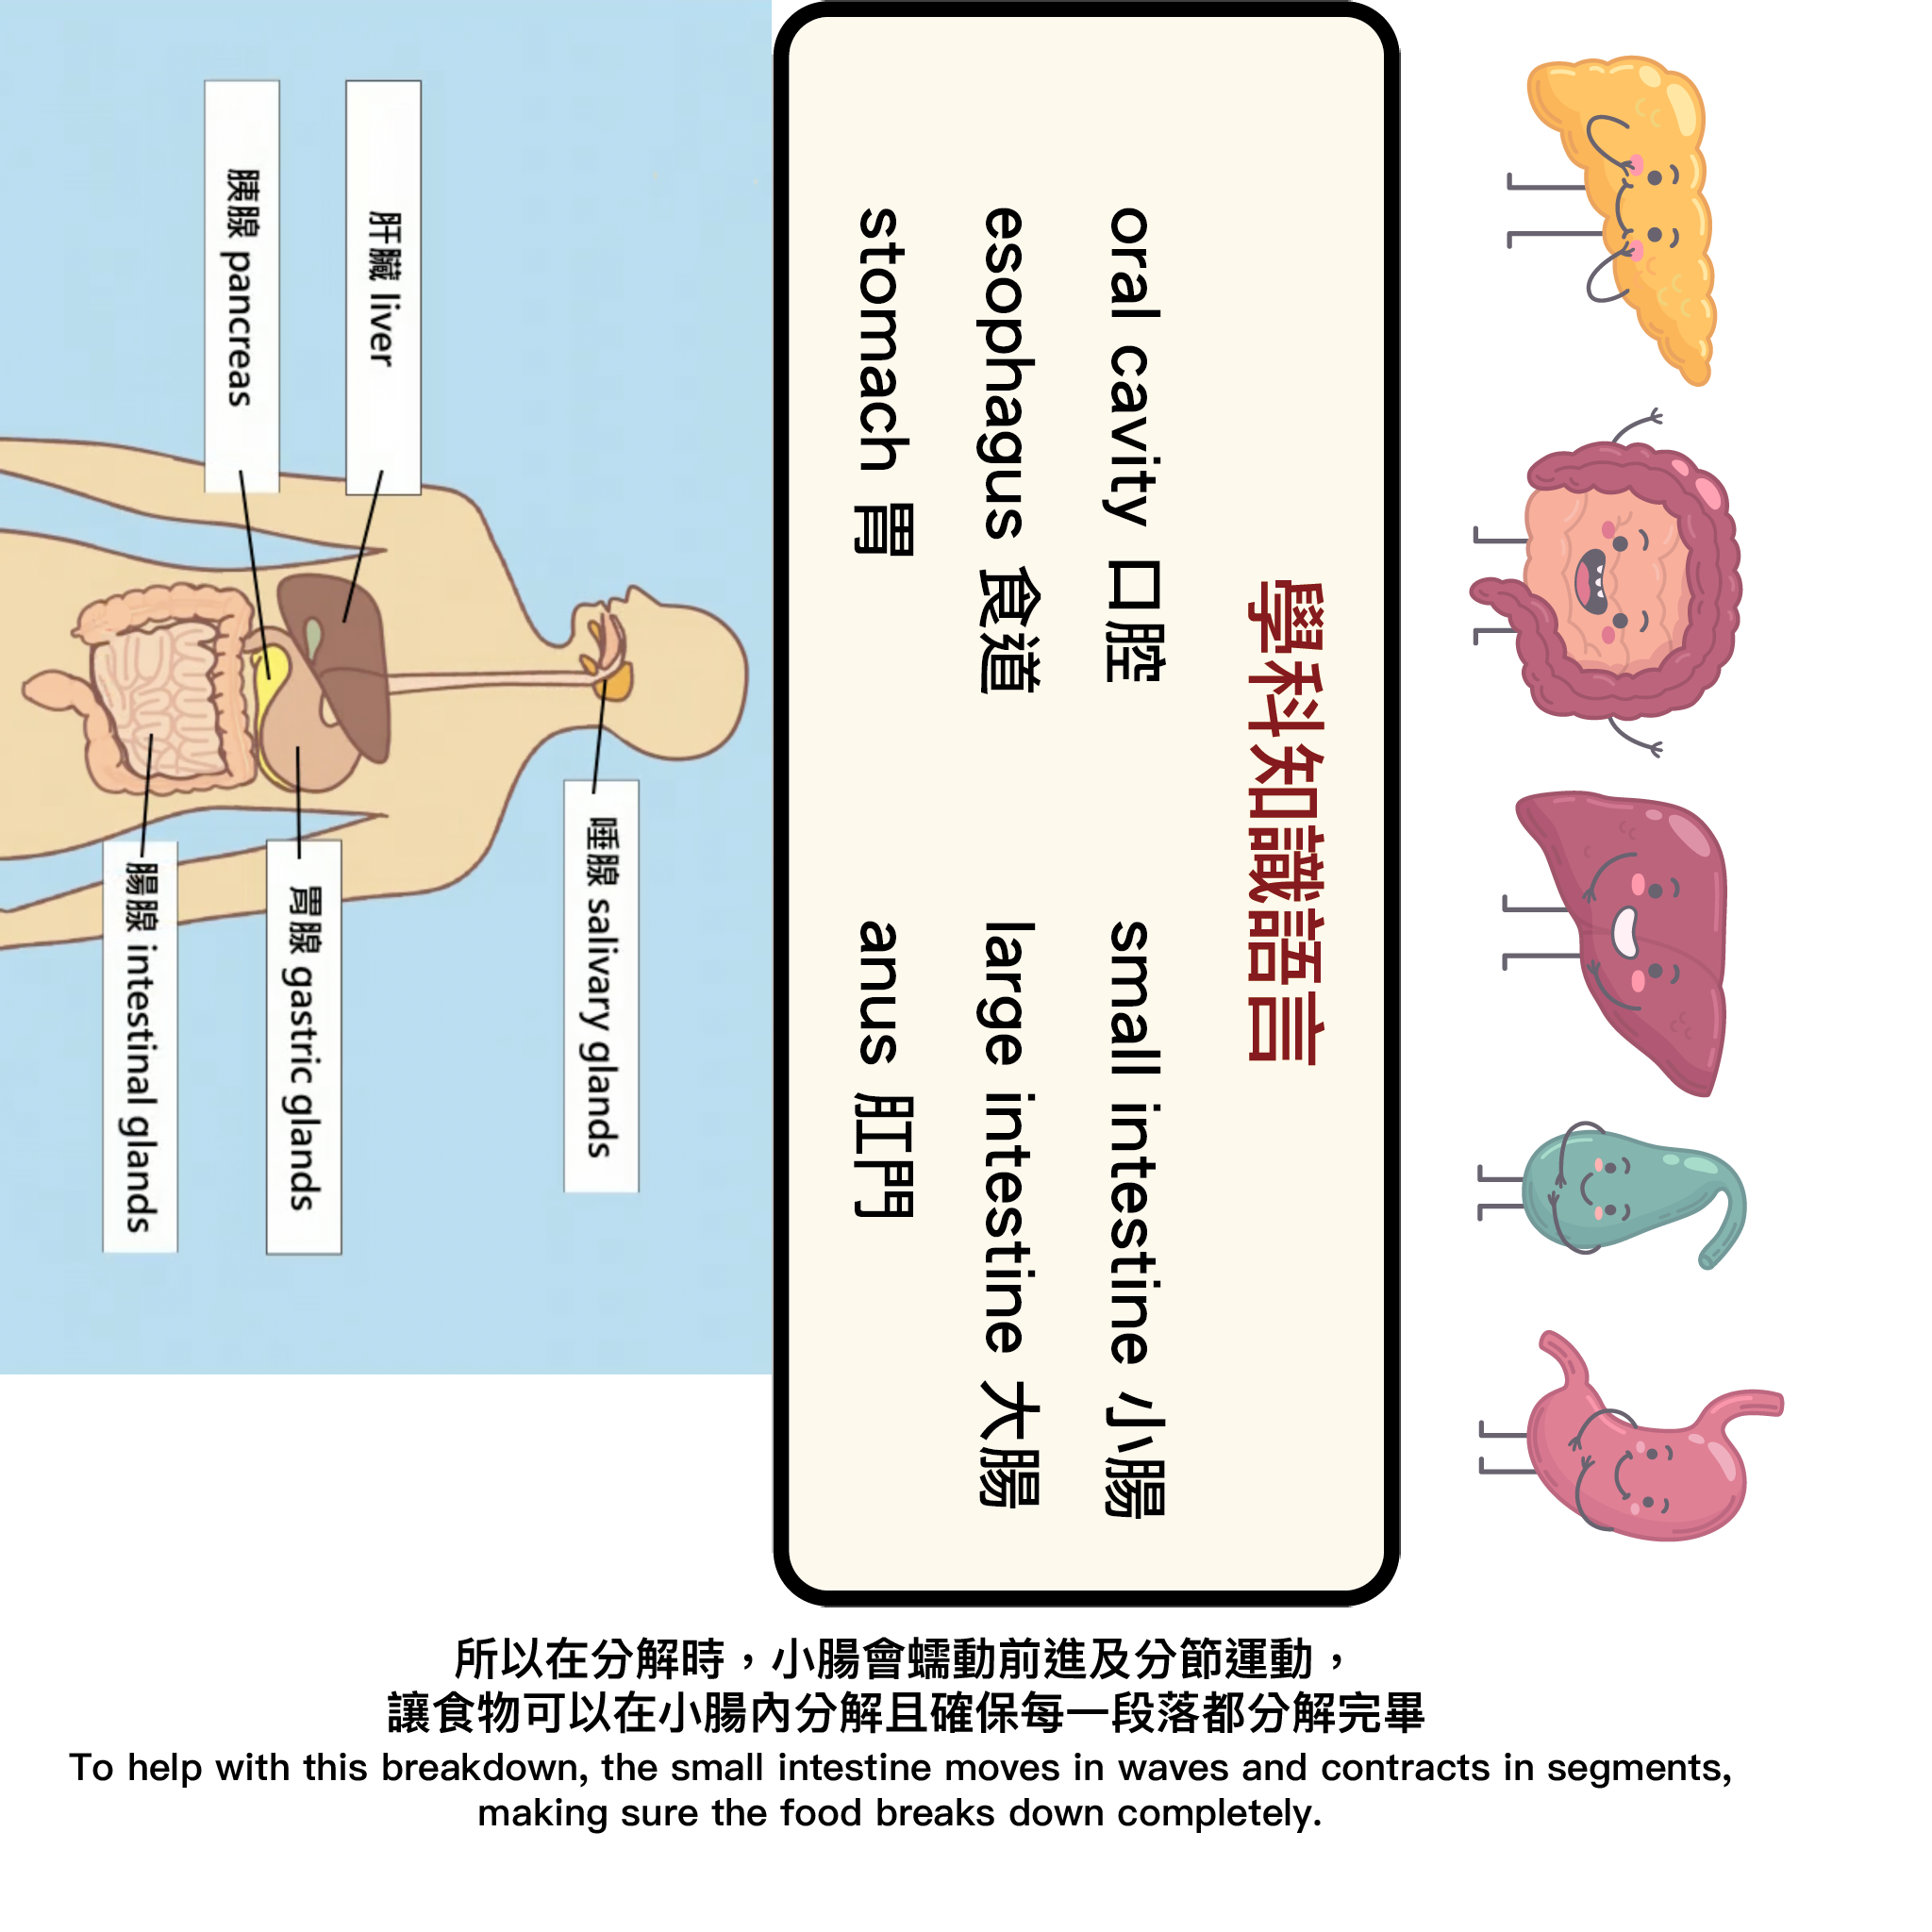 學科知識語言
oral cavity 口腔
esophagus 食道
stomach 胃
small intestine 小腸
large intestine 大腸
anus 肛門
唾腺 salivary glands
肝臟 liver
胰腺 pancreas
胃腺 gastric glands
腸腺 intestinal glands
所以在分解時，小腸會蠕動前進及分節運動，
讓食物可以在小腸內分解且確保每一段落都分解完畢
To help with this breakdown, the small intestine moves in waves and contracts in segments,
making sure the food breaks down completely.